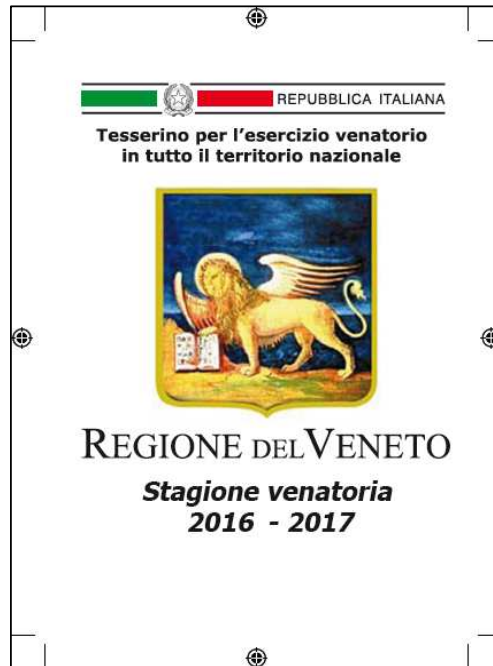 REPUBBLICA ITALIANA
Tesserino per l'esercizio venatorio
in tutto il territorio nazionale
REGIONE DEL VENETO
Stagione venatoria
2016 - 2017